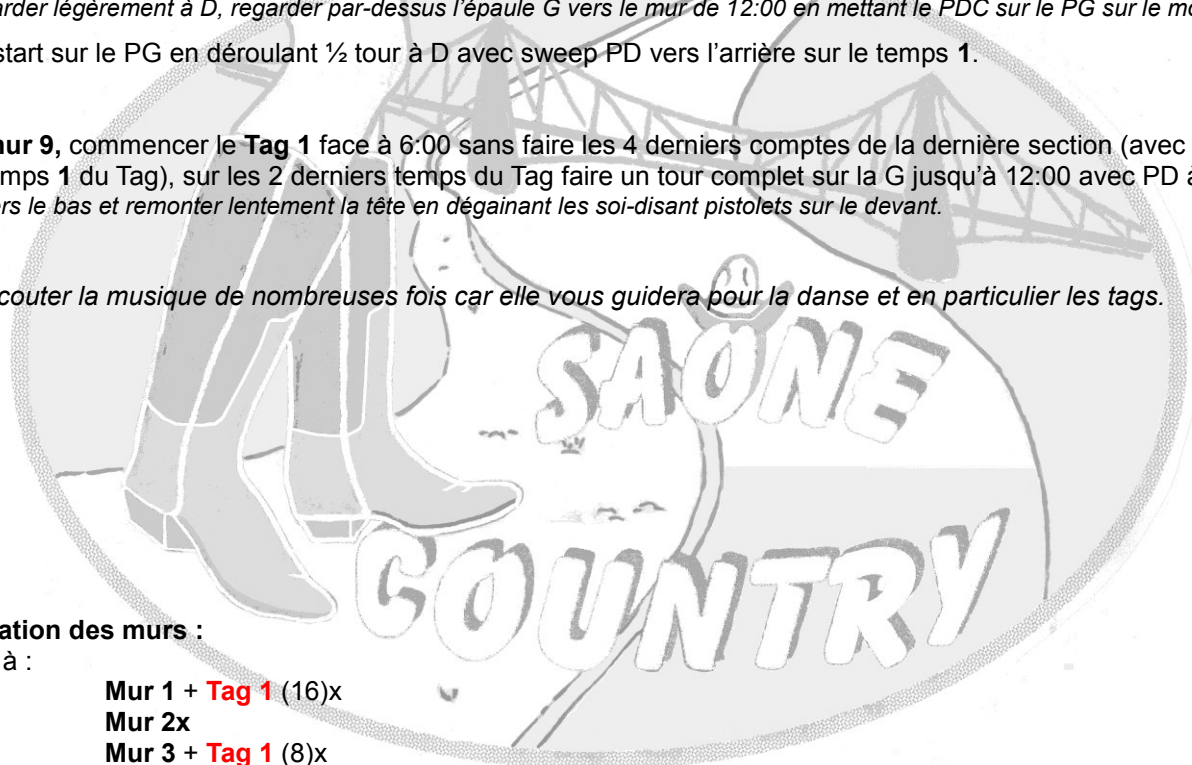 arder légèrement à D, regarder par-dessus l’épaule G vers le mur de 12:00 en mettant le PDC sur le PG sur le mo
start sur le PG en déroulant ½ tour à D avec sweep PD vers l’arrière sur le temps 1.
mur 9, commencer le Tag 1 face à 6:00 sans faire les 4 derniers comptes de la dernière section (avec
mps 1 du Tag), sur les 2 derniers temps du Tag faire un tour complet sur la G jusqu’à 12:00 avec PD à
ers le bas et remonter lentement la tête en dégainant les soi-disant pistolets sur le devant.
couter la musique de nombreuses fois car elle vous guidera pour la danse et en particulier les tags.
SAONE
COUNTRY
ation des murs :
à :
Mur 1 + Tag 1 (16)x
Mur 2x
Mur 3 + Tag 1 (8)x